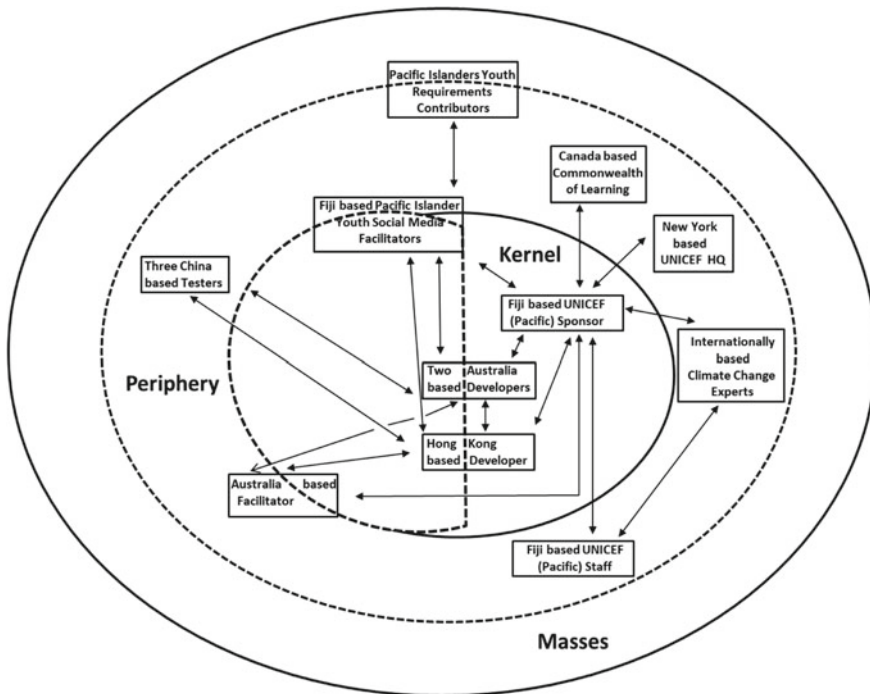 Pacific Islanders Youth
Requirements
Contributors
Canada based
Commonwealth
of Learning
Fiji based Pacific Islander
Youth Social Media
Facilitators
Kernel
New York
based
UNICEF HQ
Three China
based Testers
Fiji based UNICEF
(Pacific) Sponsor
Internationally
based
Climate Change
Experts
Periphery
Two Australia
based Developers
Hong Kong
based Developer
Australia based
Facilitator
Fiji based UNICEF
(Pacific) Staff
Masses